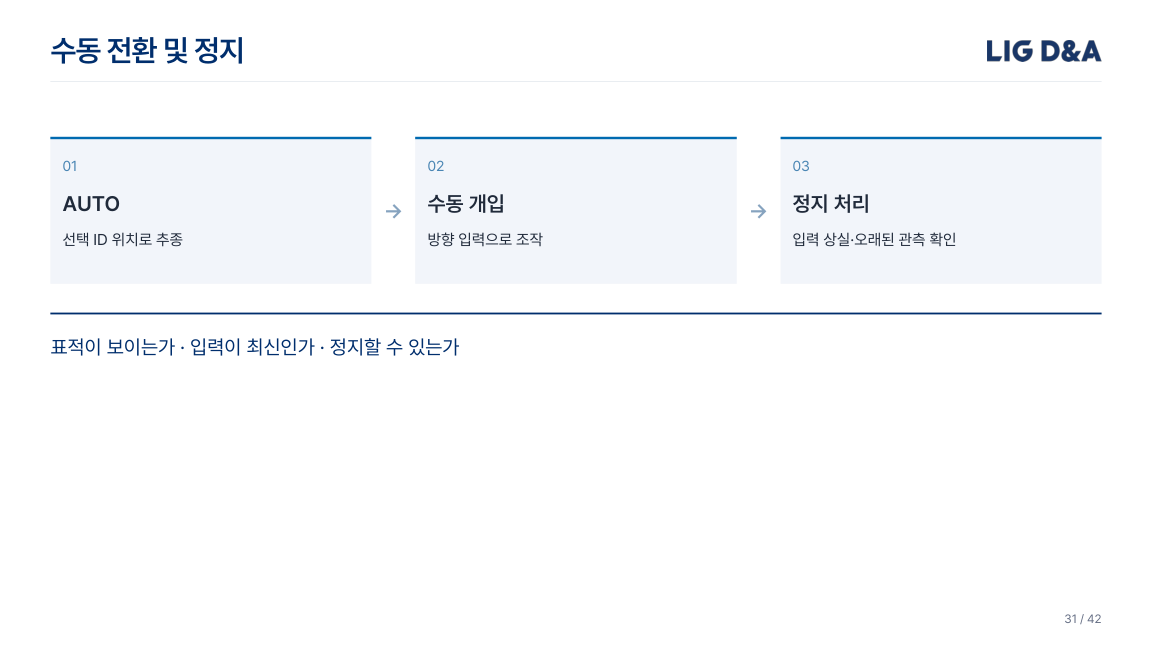 수동 전환 및 정지
LIG D&A
01
AUTO
선택 ID 위치로 추종
→
02
수동 개입
방향 입력으로 조작
→
03
정지 처리
입력 상실·오래된 관측 확인
표적이 보이는가 · 입력이 최신인가 · 정지할 수 있는가
31 / 42